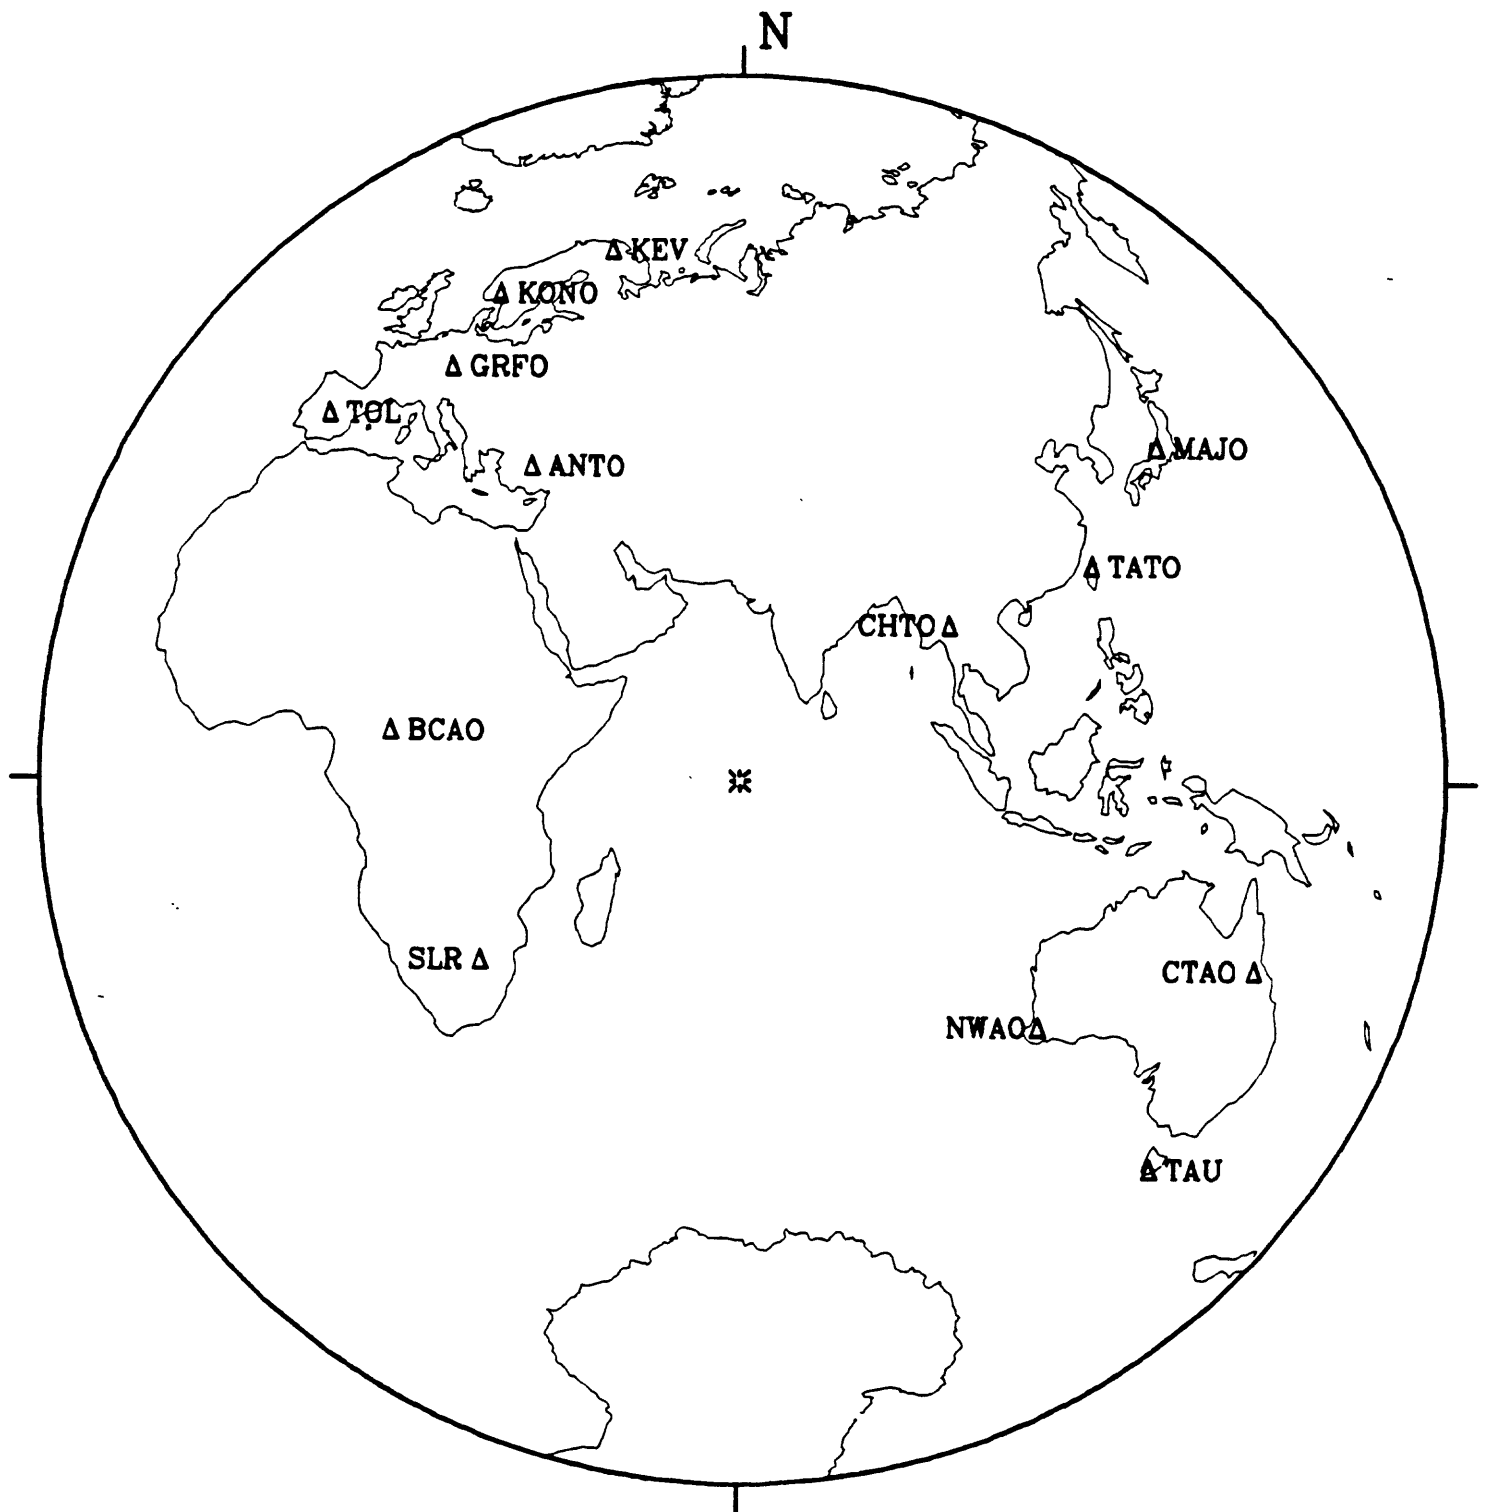 N
KEV
KONO
GRFO
TOL
ANTO
MAJO
TATO
CHTO
BCAO
SLR
CTAO
NWAO
TAU